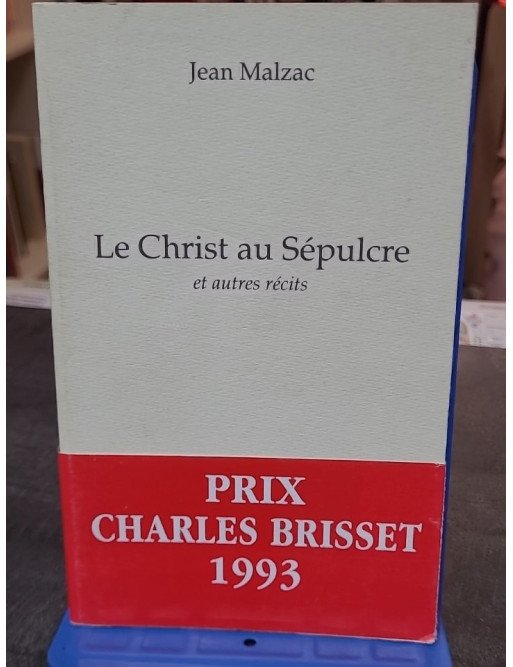 Jean Malzac
Le Christ au Sépulcre
et autres récits
PRIX
CHARLES BRISSET
1993